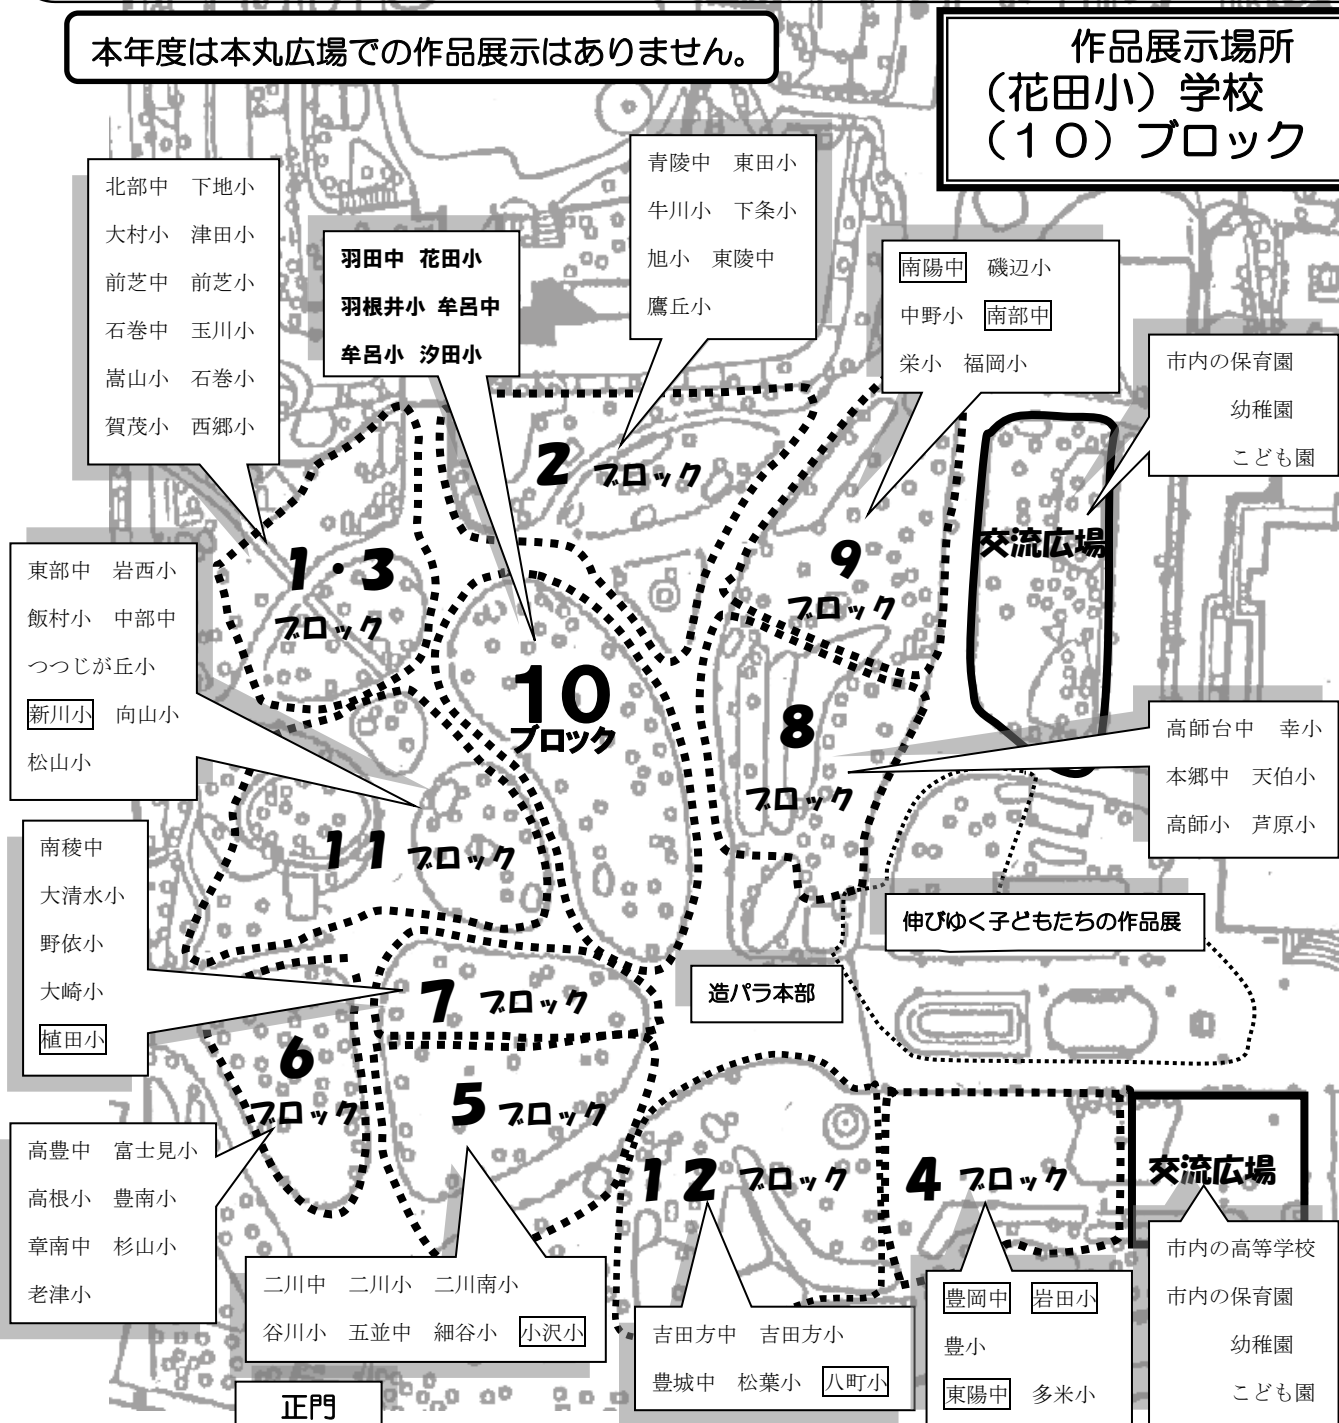 本年度は本丸広場での作品展示はありません。
作品展示場所
（花田小）学校
（１０）ブロック
北部中　下地小
大村小　津田小
前芝中　前芝小
石巻中　玉川小
嵩山小　石巻小
賀茂小　西郷小
羽田中 花田小
羽根井小 牟呂中
牟呂小 汐田小
青陵中　東田小
牛川小　下条小
旭小　東陵中
鷹丘小
南陽中　磯辺小
中野小　南部中
栄小　福岡小
市内の保育園
幼稚園
こども園
2 ブロック
交流広場
1・3
ブロック
9
ブロック
東部中　岩西小
飯村小　中部中
つつじが丘小
新川小　向山小
松山小
10
ブロック
8
ブロック
高師台中　幸小
本郷中　天伯小
高師小　芦原小
11 ブロック
南稜中
大清水小
野依小
大崎小
植田小
伸びゆく子どもたちの作品展
造パラ本部
7 ブロック
6
ブロック
5 ブロック
高豊中　富士見小
高根小　豊南小
章南中　杉山小
老津小
12 ブロック
4 ブロック
交流広場
二川中　二川小　二川南小
谷川小　五並中　細谷小　小沢小
吉田方中　吉田方小
豊城中　松葉小　八町小
豊岡中　岩田小
豊小
東陽中　多米小
市内の高等学校
市内の保育園
幼稚園
こども園
正門